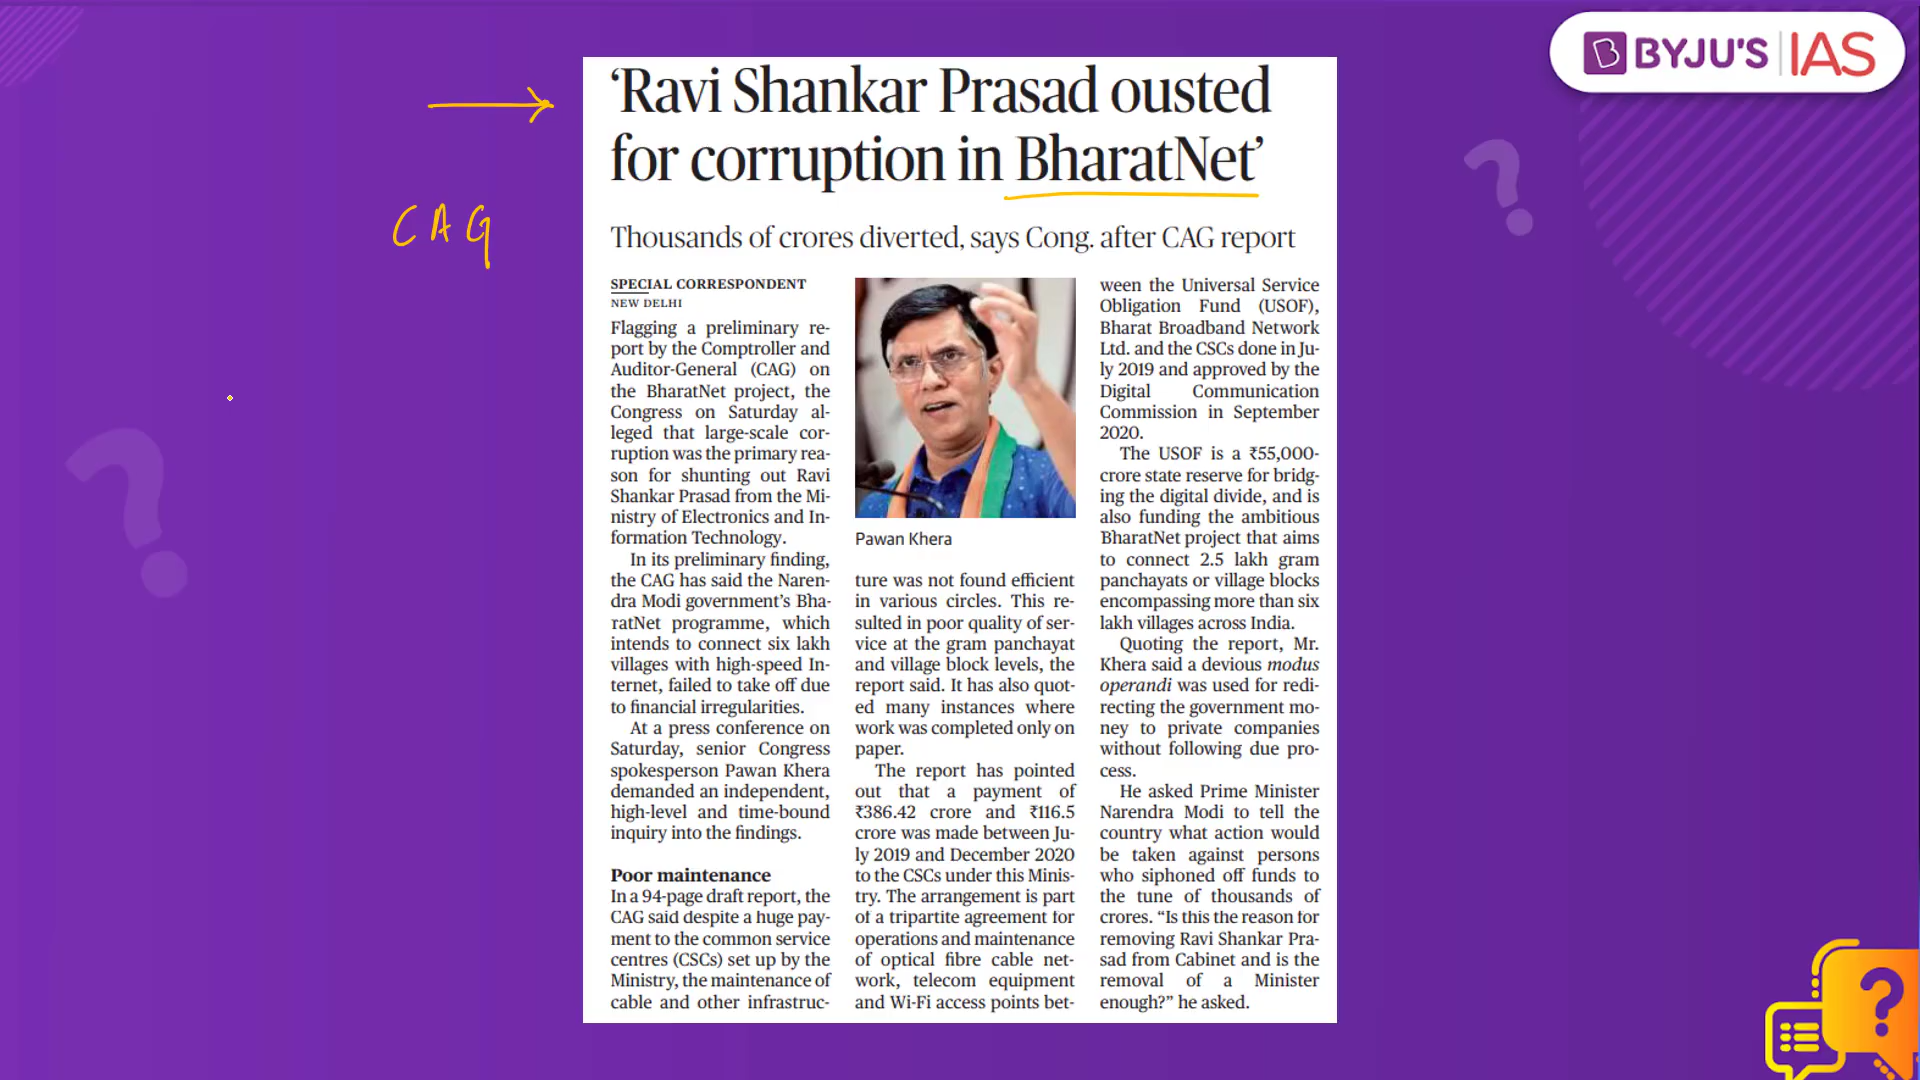 BYJU'S IAS
‘Ravi Shankar Prasad ousted
for corruption in BharatNet’
CAG
Thousands of crores diverted, says Cong. after CAG report
SPECIAL CORRESPONDENT
NEW DELHI
Flagging a preliminary re-
port by the Comptroller and
Auditor-General (CAG) on
the BharatNet project, the
Congress on Saturday al-
leged that large-scale cor-
ruption was the primary rea-
son for shunting out Ravi
Shankar Prasad from the Mi-
nistry of Electronics and In-
formation Technology.
In its preliminary finding,
the CAG has said the Naren-
dra Modi government’s Bha-
ratNet programme, which
intends to connect six lakh
villages with high-speed In-
ternet, failed to take off due
to financial irregularities.
At a press conference on
Saturday, senior Congress
spokesperson Pawan Khera
demanded an independent,
high-level and time-bound
inquiry into the findings.
Poor maintenance
In a 94-page draft report, the
CAG said despite a huge pay-
ment to the common service
centres (CSCs) set up by the
Ministry, the maintenance of
cable and other infrastruc-
Pawan Khera
ture was not found efficient
in various circles. This re-
sulted in poor quality of ser-
vice at the gram panchayat
and village block levels, the
report said. It has also quot-
ed many instances where
work was completed only on
paper.
The report has pointed
out that a payment of
₹386.42 crore and ₹116.5
crore was made between Ju-
ly 2019 and December 2020
to the CSCs under this Minis-
try. The arrangement is part
of a tripartite agreement for
operations and maintenance
of optical fibre cable net-
work, telecom equipment
and Wi-Fi access points bet-
ween the Universal Service
Obligation Fund (USOF),
Bharat Broadband Network
Ltd. and the CSCs done in Ju-
ly 2019 and approved by the
Digital Communication
Commission in September
2020.
The USOF is a ₹55,000-
crore state reserve for bridg-
ing the digital divide, and is
also funding the ambitious
BharatNet project that aims
to connect 2.5 lakh gram
panchayats or village blocks
encompassing more than six
lakh villages across India.
Quoting the report, Mr.
Khera said a devious modus
operandi was used for redi-
recting the government mo-
ney to private companies
without following due pro-
cess.
He asked Prime Minister
Narendra Modi to tell the
country what action would
be taken against persons
who siphoned off funds to
the tune of thousands of
crores. “Is this the reason for
removing Ravi Shankar Pra-
sad from Cabinet and is the
removal of a Minister
enough?” he asked.